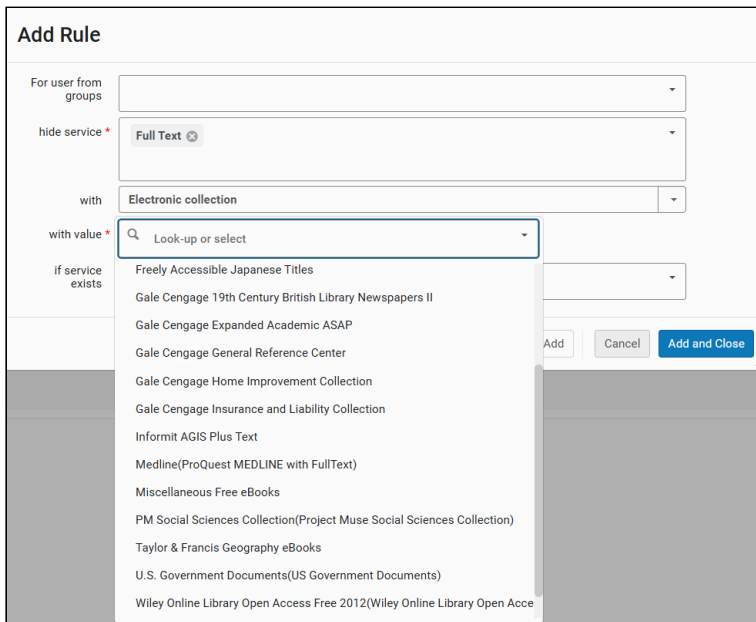 Add Rule
For user from
groups
hide service *
Full Text
with
Electronic collection
with value *
Look-up or select
if service
exists
Freely Accessible Japanese Titles
Gale Cengage 19th Century British Library Newspapers II
Gale Cengage Expanded Academic ASAP
Gale Cengage General Reference Center
Gale Cengage Home Improvement Collection
Gale Cengage Insurance and Liability Collection
Informit AGIS Plus Text
Medline(ProQuest MEDLINE with FullText)
Miscellaneous Free eBooks
PM Social Sciences Collection(Project Muse Social Sciences Collection)
Taylor & Francis Geography eBooks
U.S. Government Documents(US Government Documents)
Wiley Online Library Open Access Free 2012(Wiley Online Library Open Acce
Add
Cancel
Add and Close